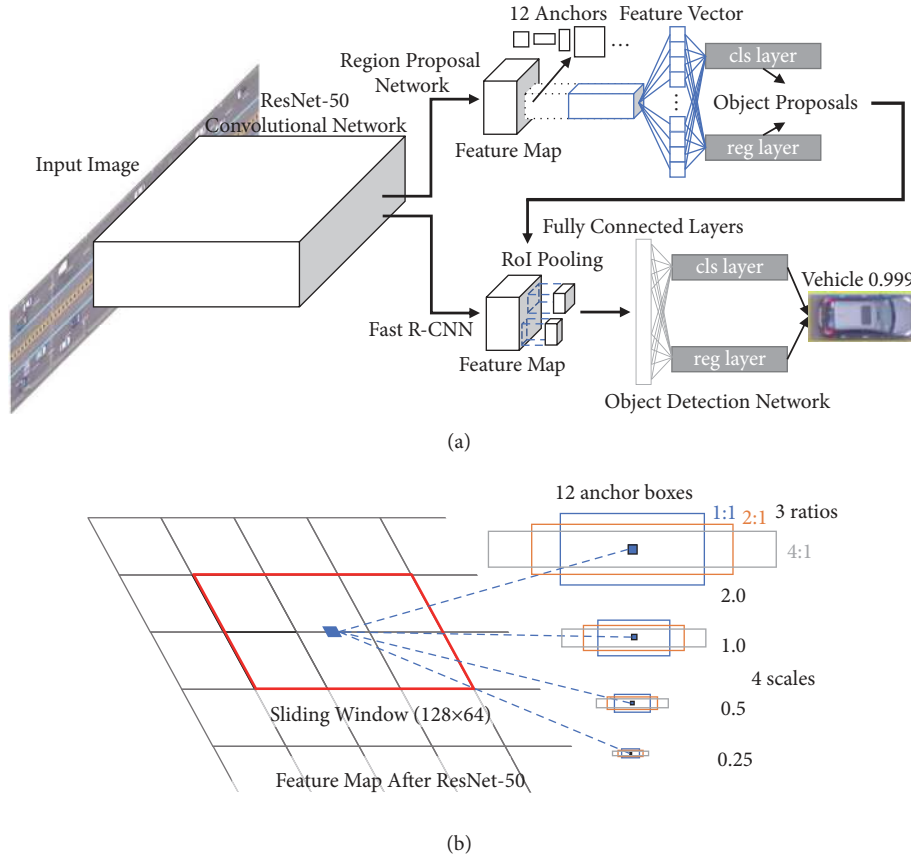 12 Anchors
Feature Vector
...
Region Proposal
Network
cls layer
Object Proposals
reg layer
Feature Map
ResNet-50
Convolutional Network
Input Image
Fully Connected Layers
RoI Pooling
cls layer
Vehicle 0.999
Fast R-CNN
Feature Map
reg layer
Object Detection Network
(a)
12 anchor boxes
1:1 2:1 3 ratios
4:1
2.0
1.0
4 scales
0.5
0.25
Sliding Window (128×64)
Feature Map After ResNet-50
(b)